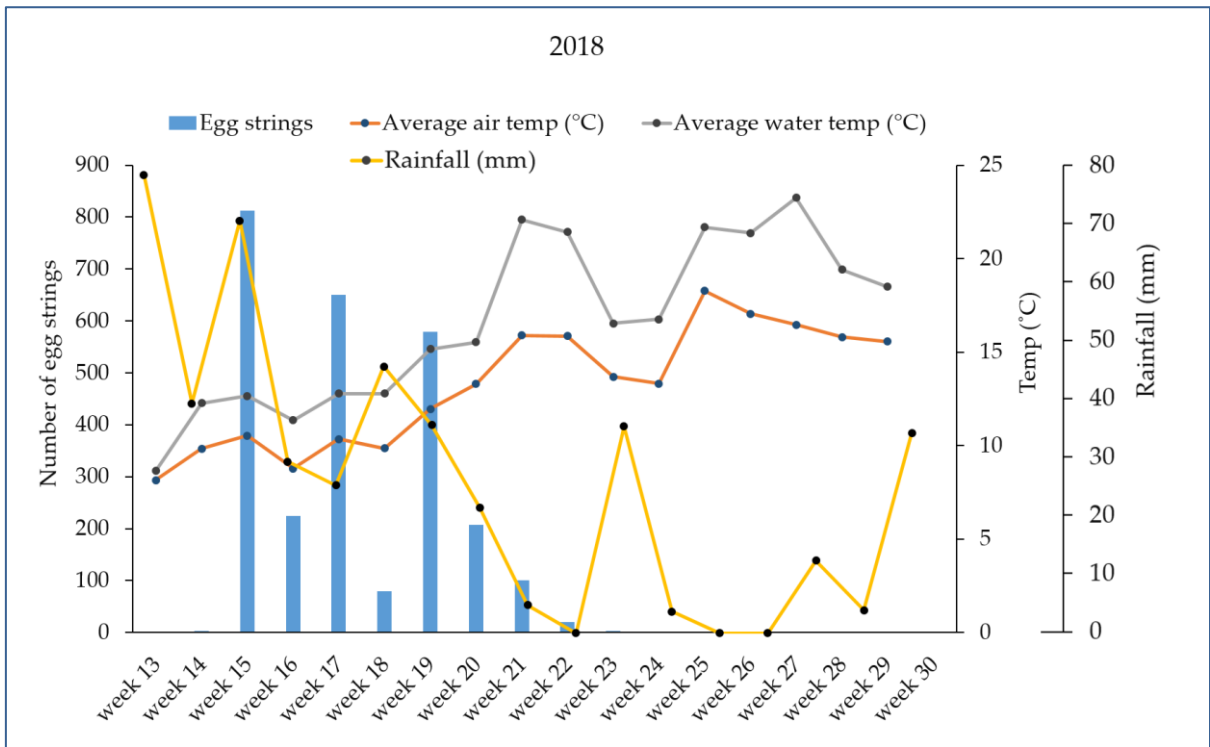 2018
Egg strings Average air temp (°C) Average water temp (°C)
Rainfall (mm)
Number of egg strings
900
800
700
600
500
400
300
200
100
0
25
20
15
10
5
0
Temp (˚C)
80
70
60
50
40
30
20
10
0
Rainfall (mm)
week 13
week 14
week 15
week 16
week 17
week 18
week 19
week 20
week 21
week 22
week 23
week 24
week 25
week 26
week 27
week 28
week 29
week 30